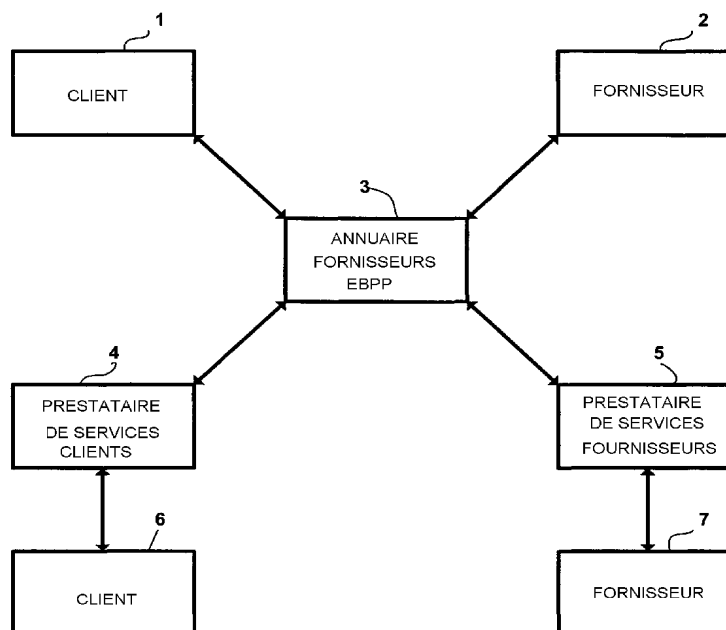 1
2
CLIENT
FORNISSEUR
3
ANNUAIRE
FORNISSEURS
EBPP
4
5
PRESTATAIRE
DE SERVICES
CLIENTS
PRESTATAIRE
DE SERVICES
FOURNISSEURS
6
7
CLIENT
FORNISSEUR